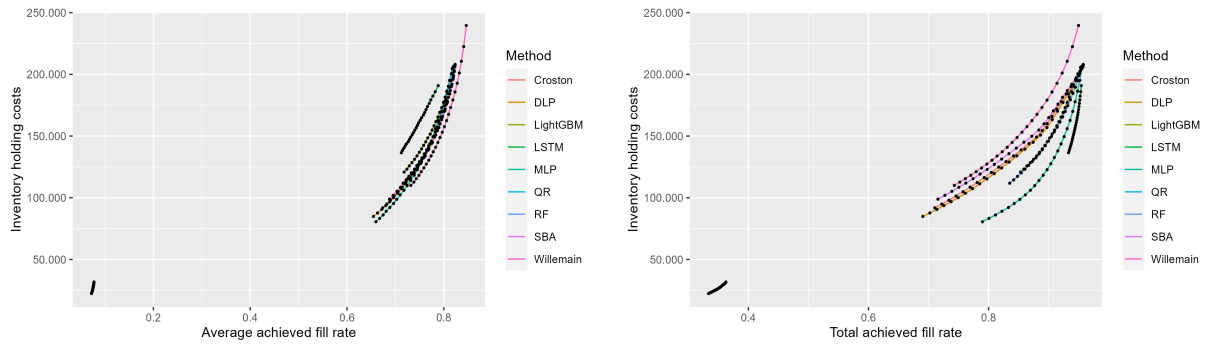 250.000
200.000
150.000
100.000
50.000
Inventory holding costs
0.2
0.4
0.6
0.8
Average achieved fill rate
Method
Croston
DLP
LightGBM
LSTM
MLP
QR
RF
SBA
Willemain
250.000
200.000
150.000
100.000
50.000
Inventory holding costs
0.4
0.6
0.8
Total achieved fill rate
Method
Croston
DLP
LightGBM
LSTM
MLP
QR
RF
SBA
Willemain